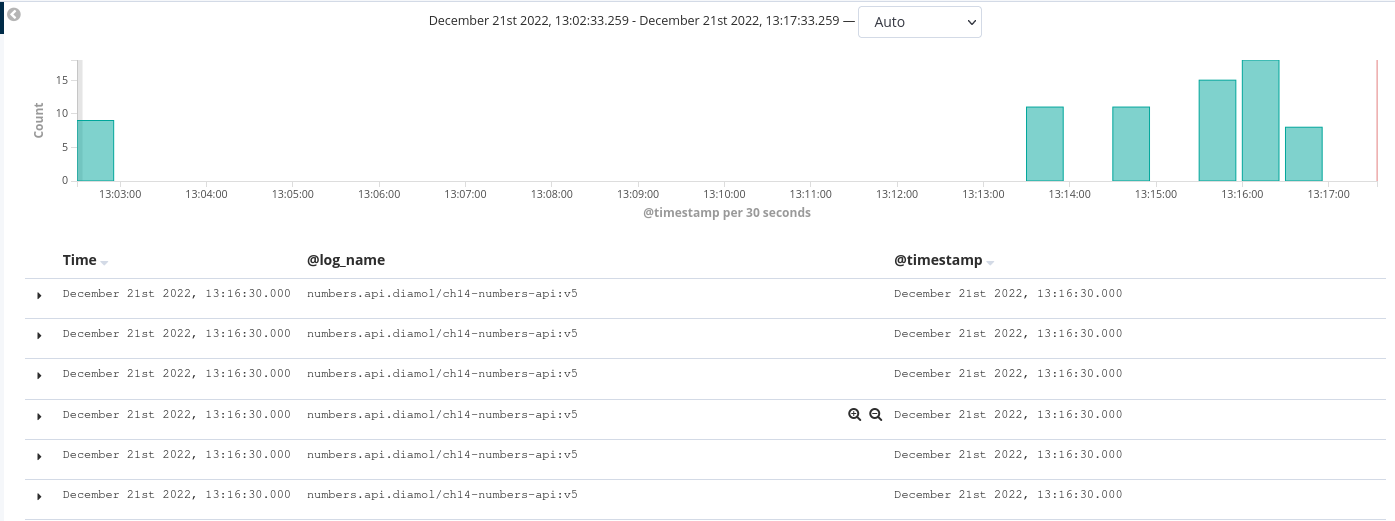 December 21st 2022, 13:02:33.259 - December 21st 2022, 13:17:33.259 — Auto
15
10
5
0
Count
13:03:00 13:04:00 13:05:00 13:06:00 13:07:00 13:08:00 13:09:00 13:10:00 13:11:00 13:12:00 13:13:00 13:14:00 13:15:00 13:16:00 13:17:00
@timestamp per 30 seconds
Time @log_name @timestamp
December 21st 2022, 13:16:30.000 numbers.api.diamol/ch14-numbers-api:v5 December 21st 2022, 13:16:30.000
December 21st 2022, 13:16:30.000 numbers.api.diamol/ch14-numbers-api:v5 December 21st 2022, 13:16:30.000
December 21st 2022, 13:16:30.000 numbers.api.diamol/ch14-numbers-api:v5 December 21st 2022, 13:16:30.000
December 21st 2022, 13:16:30.000 numbers.api.diamol/ch14-numbers-api:v5 December 21st 2022, 13:16:30.000
December 21st 2022, 13:16:30.000 numbers.api.diamol/ch14-numbers-api:v5 December 21st 2022, 13:16:30.000
December 21st 2022, 13:16:30.000 numbers.api.diamol/ch14-numbers-api:v5 December 21st 2022, 13:16:30.000